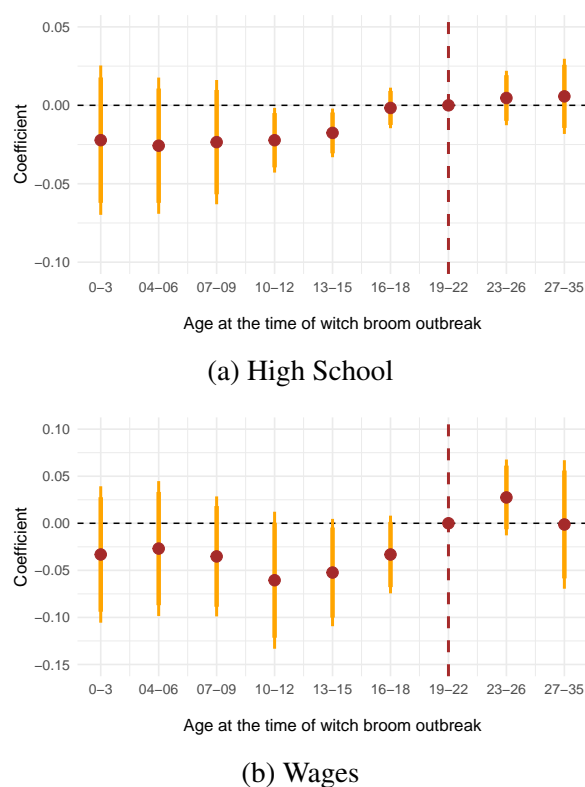 0.05
0.00
−0.05
−0.10
Coefficient
0−3 04−06 07−09 10−12 13−15 16−18 19−22 23−26 27−35
Age at the time of witch broom outbreak
(a) High School
0.10
0.05
0.00
−0.05
−0.10
−0.15
Coefficient
0−3 04−06 07−09 10−12 13−15 16−18 19−22 23−26 27−35
Age at the time of witch broom outbreak
(b) Wages